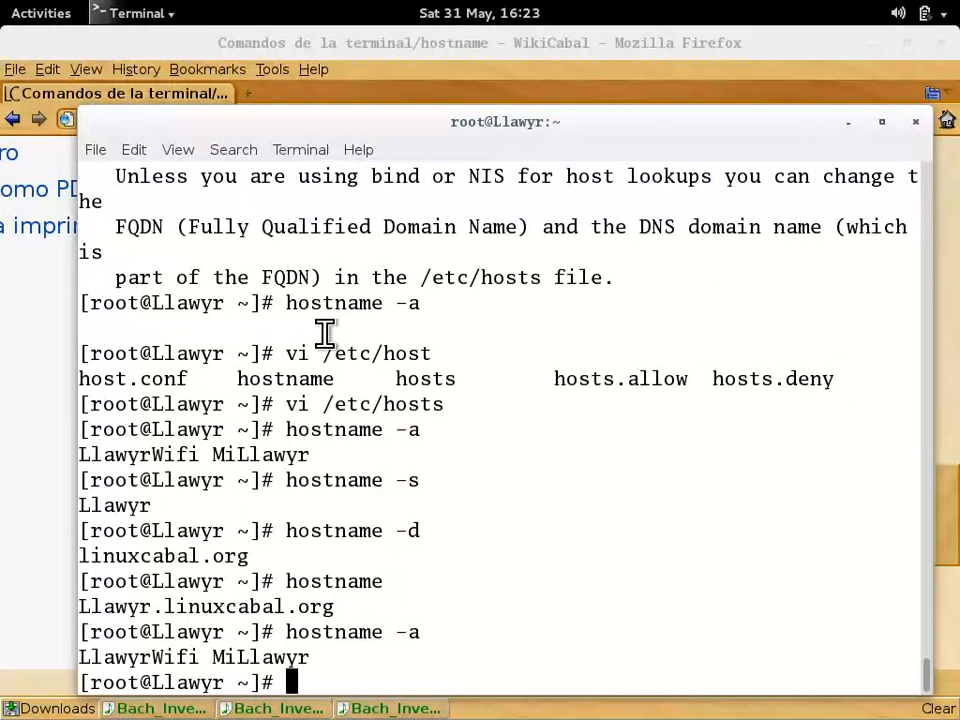 Activities Terminal Sat 31 May, 16:23
Comandos de la terminal/hostname - WikiCabal - Mozilla Firefox
File Edit View History Bookmarks Tools Help
Comandos de la terminal/...
root@Llawyr:~
File Edit View Search Terminal Help
ro
omo PD
a imprir
Unless you are using bind or NIS for host lookups you can change t
he
FQDN (Fully Qualified Domain Name) and the DNS domain name (which
is
part of the FQDN) in the /etc/hosts file.
[root@Llawyr ~]# hostname -a
[root@Llawyr ~]# vi /etc/host
host.conf hostname hosts hosts.allow hosts.deny
[root@Llawyr ~]# vi /etc/hosts
[root@Llawyr ~]# hostname -a
LlawyrWifi MiLlawyr
[root@Llawyr ~]# hostname -s
Llawyr
[root@Llawyr ~]# hostname -d
linuxcabal.org
[root@Llawyr ~]# hostname
Llawyr.linuxcabal.org
[root@Llawyr ~]# hostname -a
LlawyrWifi MiLlawyr
[root@Llawyr ~]#
Downloads Bach_Inve... Bach_Inve... Bach_Inve... Clear